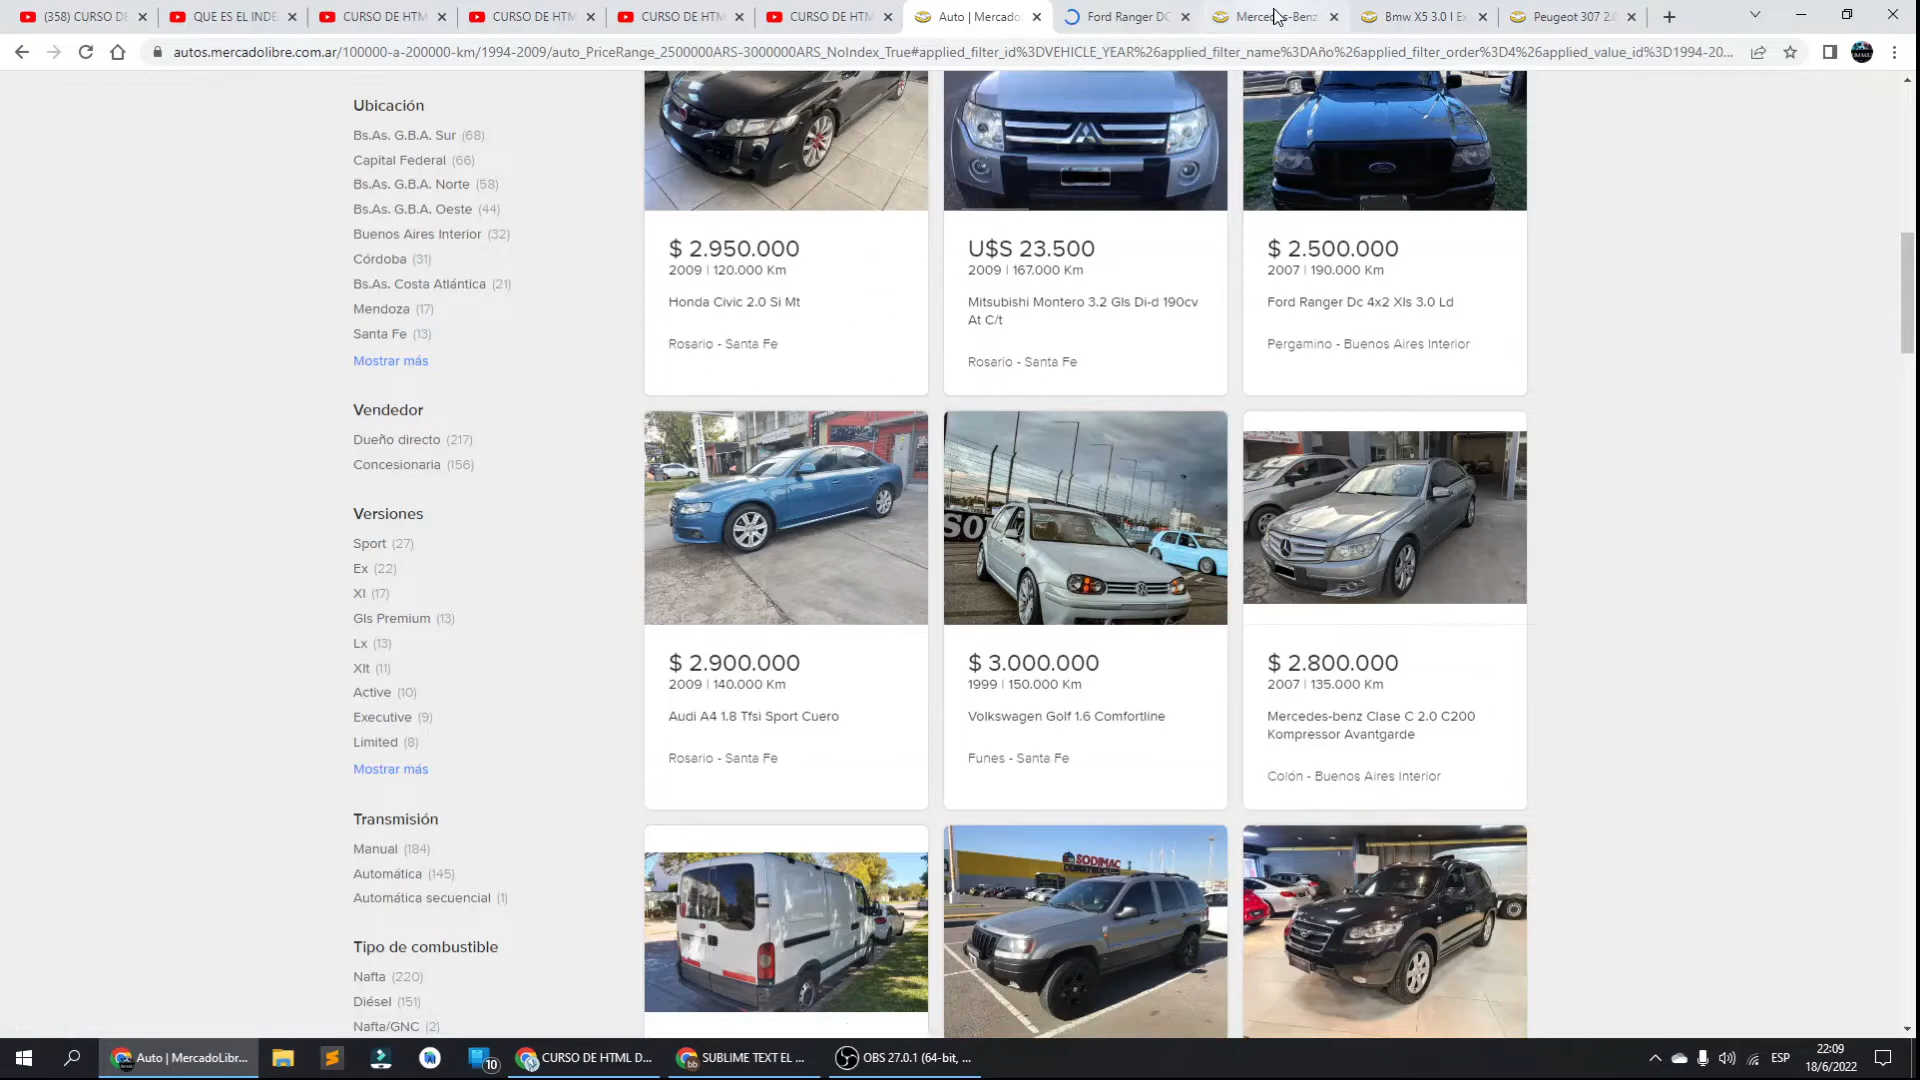 (358) CURSO DE
QUE ES EL INDE
CURSO DE HTM
CURSO DE HTM
CURSO DE HTM
CURSO DE HTM
Auto | Mercado
Ford Ranger DC
Mercedes-Benz
Bmw X5 3.0 I Ex
Peugeot 307 2.0
autos.mercadolibre.com.ar/100000-a-200000-km/1994-2009/auto_PriceRange_2500000ARS-3000000ARS_NoIndex_True#applied_filter_id%3DVEHICLE_YEAR%26applied_filter_name%3DAño%26applied_filter_order%3D4%26applied_value_id%3D1994-20...
Ubicación
Bs.As. G.B.A. Sur (68)
Capital Federal (66)
Bs.As. G.B.A. Norte (58)
Bs.As. G.B.A. Oeste (44)
Buenos Aires Interior (32)
Córdoba (31)
Bs.As. Costa Atlántica (21)
Mendoza (17)
Santa Fe (13)
Mostrar más
Vendedor
Dueño directo (217)
Concesionaria (156)
Versiones
Sport (27)
Ex (22)
Xl (17)
Gls Premium (13)
Lx (13)
Xlt (11)
Active (10)
Executive (9)
Limited (8)
Mostrar más
Transmisión
Manual (184)
Automática (145)
Automática secuencial (1)
Tipo de combustible
Nafta (220)
Diésel (151)
Nafta/GNC (2)
$ 2.950.000
2009 | 120.000 Km
Honda Civic 2.0 Si Mt
Rosario - Santa Fe
U$S 23.500
2009 | 167.000 Km
Mitsubishi Montero 3.2 Gls Di-d 190cv
At C/t
Rosario - Santa Fe
Ford
$ 2.500.000
2007 | 190.000 Km
Ford Ranger Dc 4x2 Xls 3.0 Ld
Pergamino - Buenos Aires Interior
$ 2.900.000
2009 | 140.000 Km
Audi A4 1.8 Tfsi Sport Cuero
Rosario - Santa Fe
$ 3.000.000
1999 | 150.000 Km
Volkswagen Golf 1.6 Comfortline
Funes - Santa Fe
$ 2.800.000
2007 | 135.000 Km
Mercedes-benz Clase C 2.0 C200
Kompressor Avantgarde
Colón - Buenos Aires Interior
SODIMAC
CONSTRUCTOR
Auto | MercadoLibr...
10
CURSO DE HTML D...
SUBLIME TEXT EL ...
OBS 27.0.1 (64-bit, ...
ESP
22:09
18/6/2022